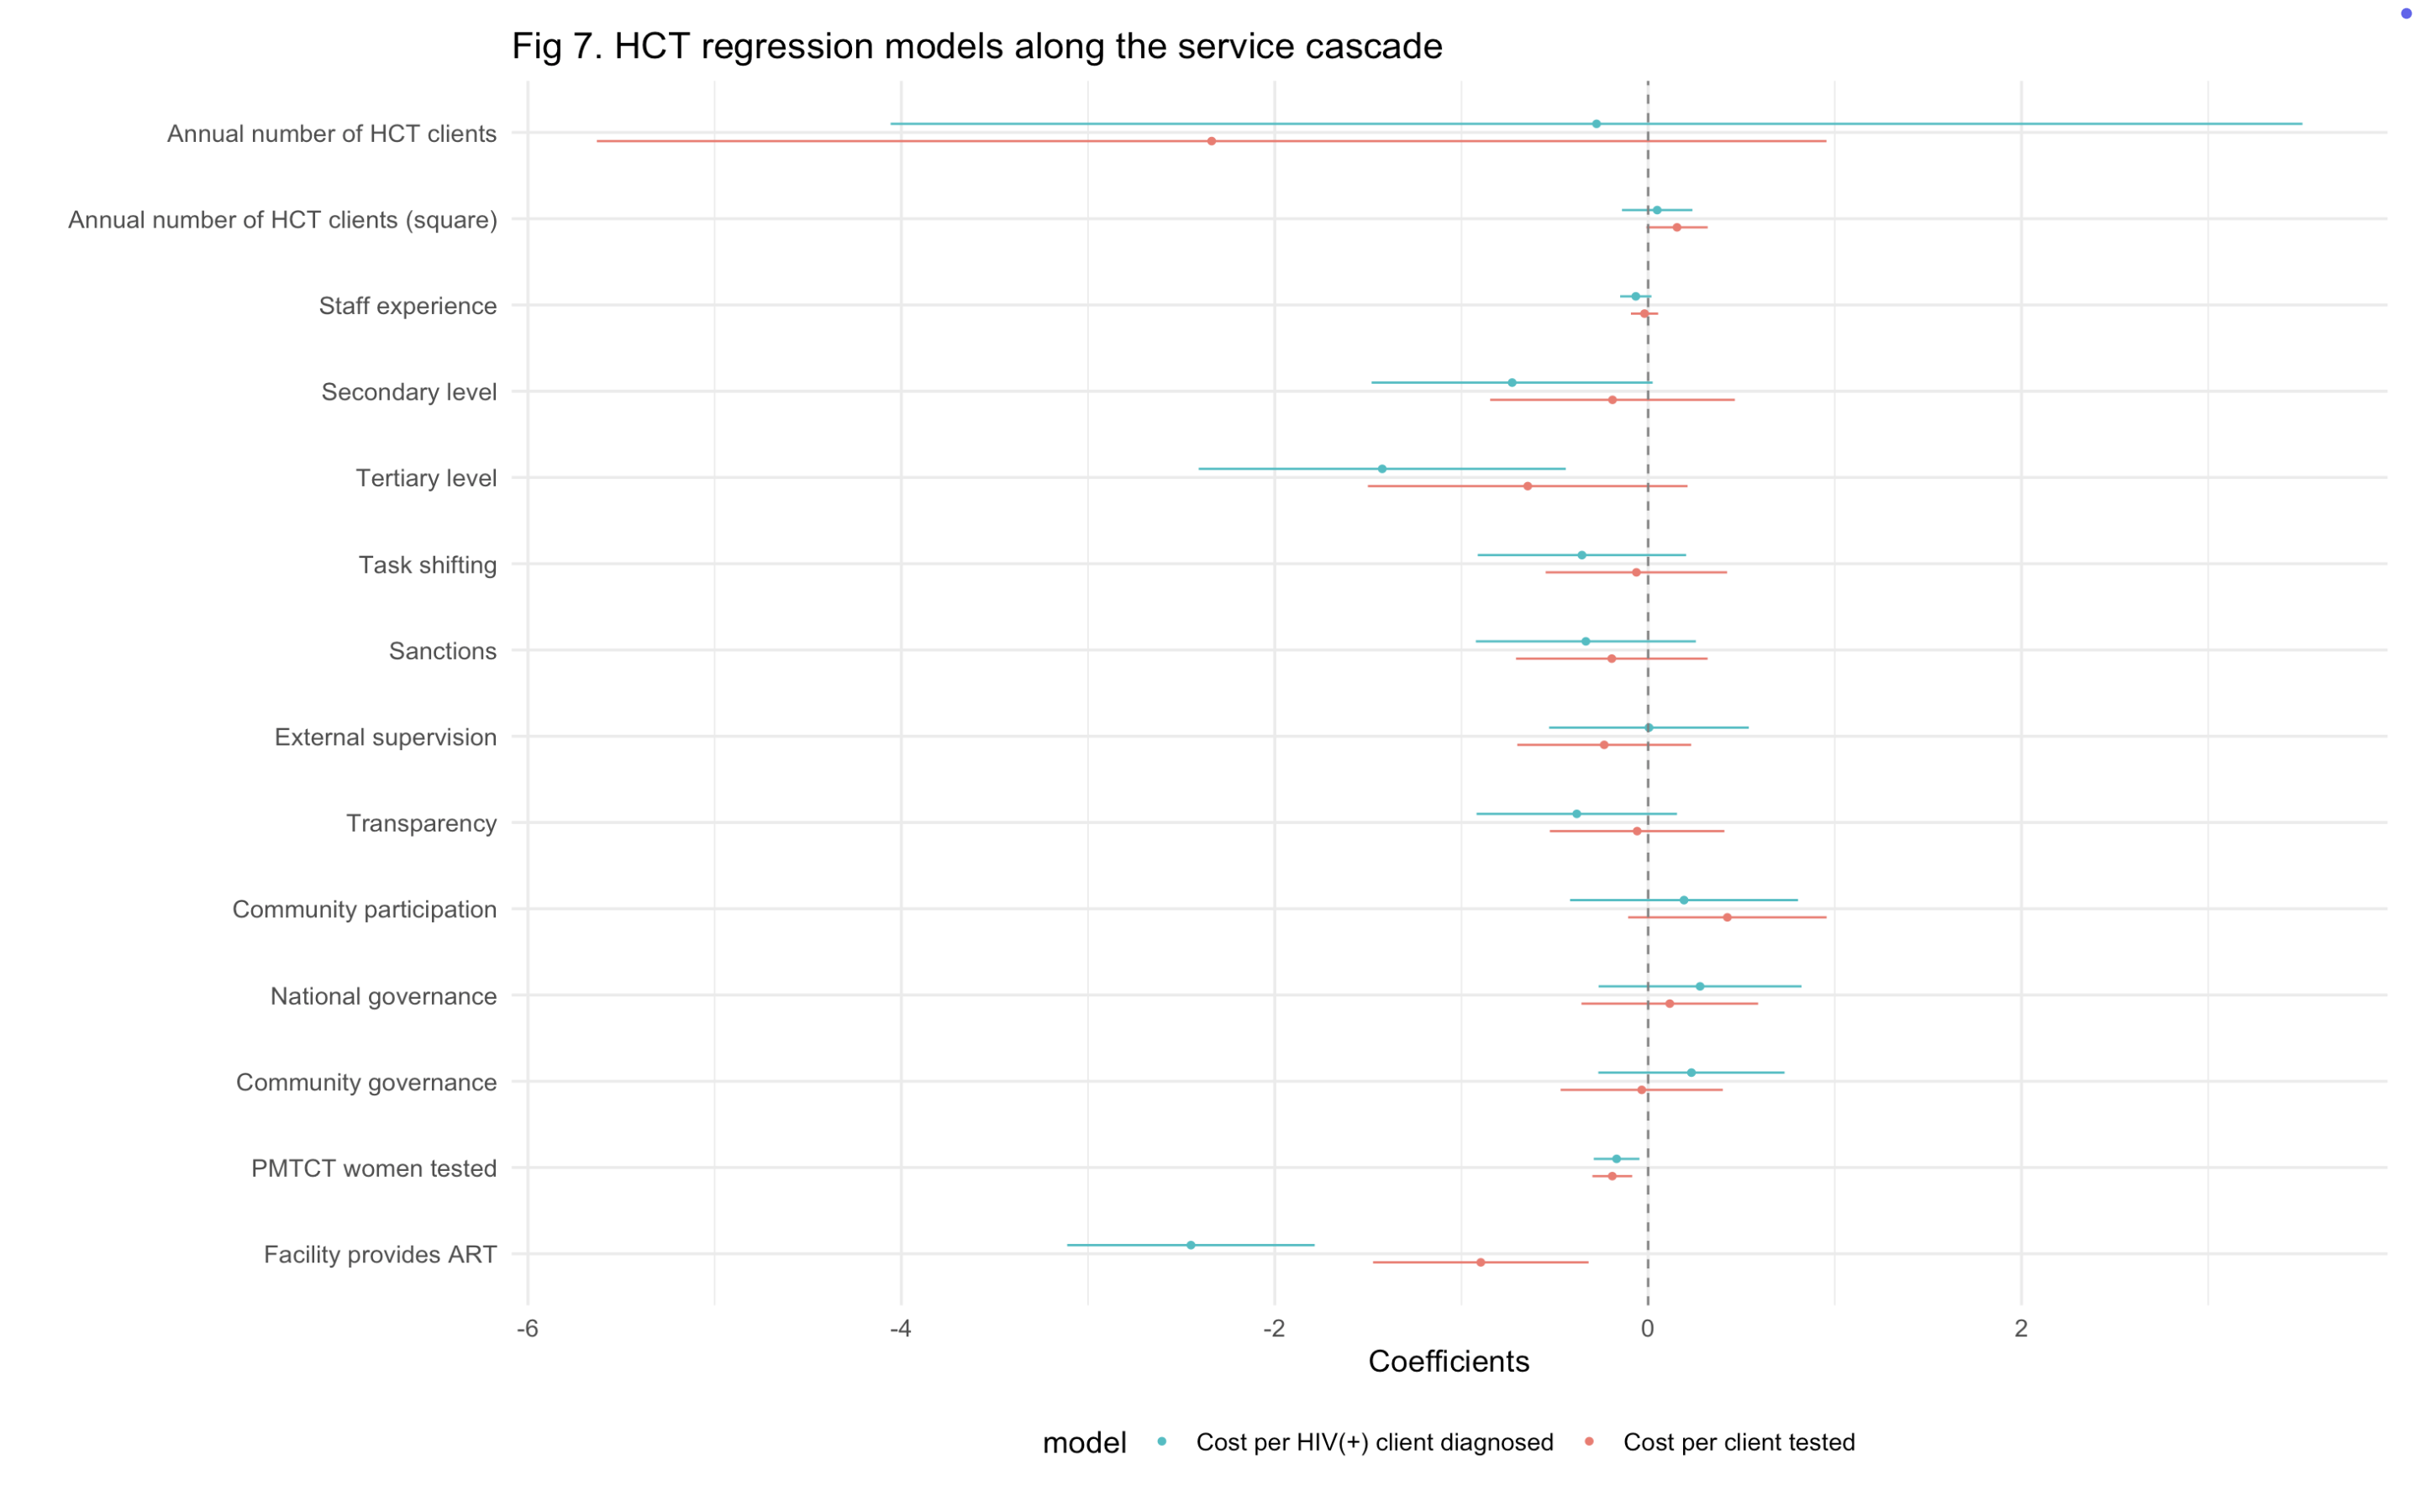 Fig 7. HCT regression models along the service cascade
Annual number of HCT clients
Annual number of HCT clients (square)
Staff experience
Secondary level
Tertiary level
Task shifting
Sanctions
External supervision
Transparency
Community participation
National governance
Community governance
PMTCT women tested
Facility provides ART
-6 -4 -2 0 2
Coefficients
model Cost per HIV(+) client diagnosed Cost per client tested